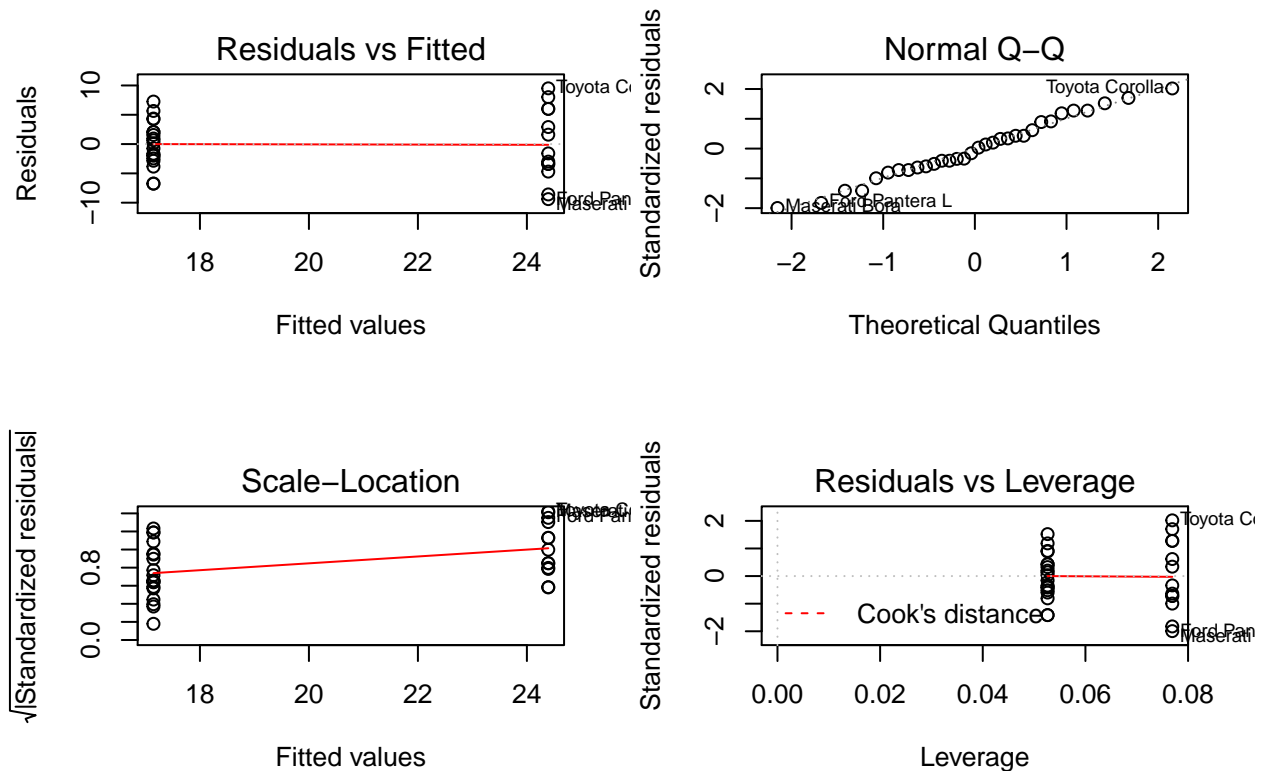 Residuals vs Fitted
Residuals
10
0
−10
Toyota Co
Ford Pan
Maserati
18 20 22 24
Fitted values
Normal Q−Q
Standardized residuals
2
0
−2
Toyota Corolla
Ford Pantera L
Maserati Bora
−2 −1 0 1 2
Theoretical Quantiles
Scale−Location
√|Standardized residuals|
0.8
0.0
Ford Pan
18 20 22 24
Fitted values
Residuals vs Leverage
Standardized residuals
2
0
−2
Toyota Co
Ford Pan
Maserati
Cook's distance
0.00 0.02 0.04 0.06 0.08
Leverage